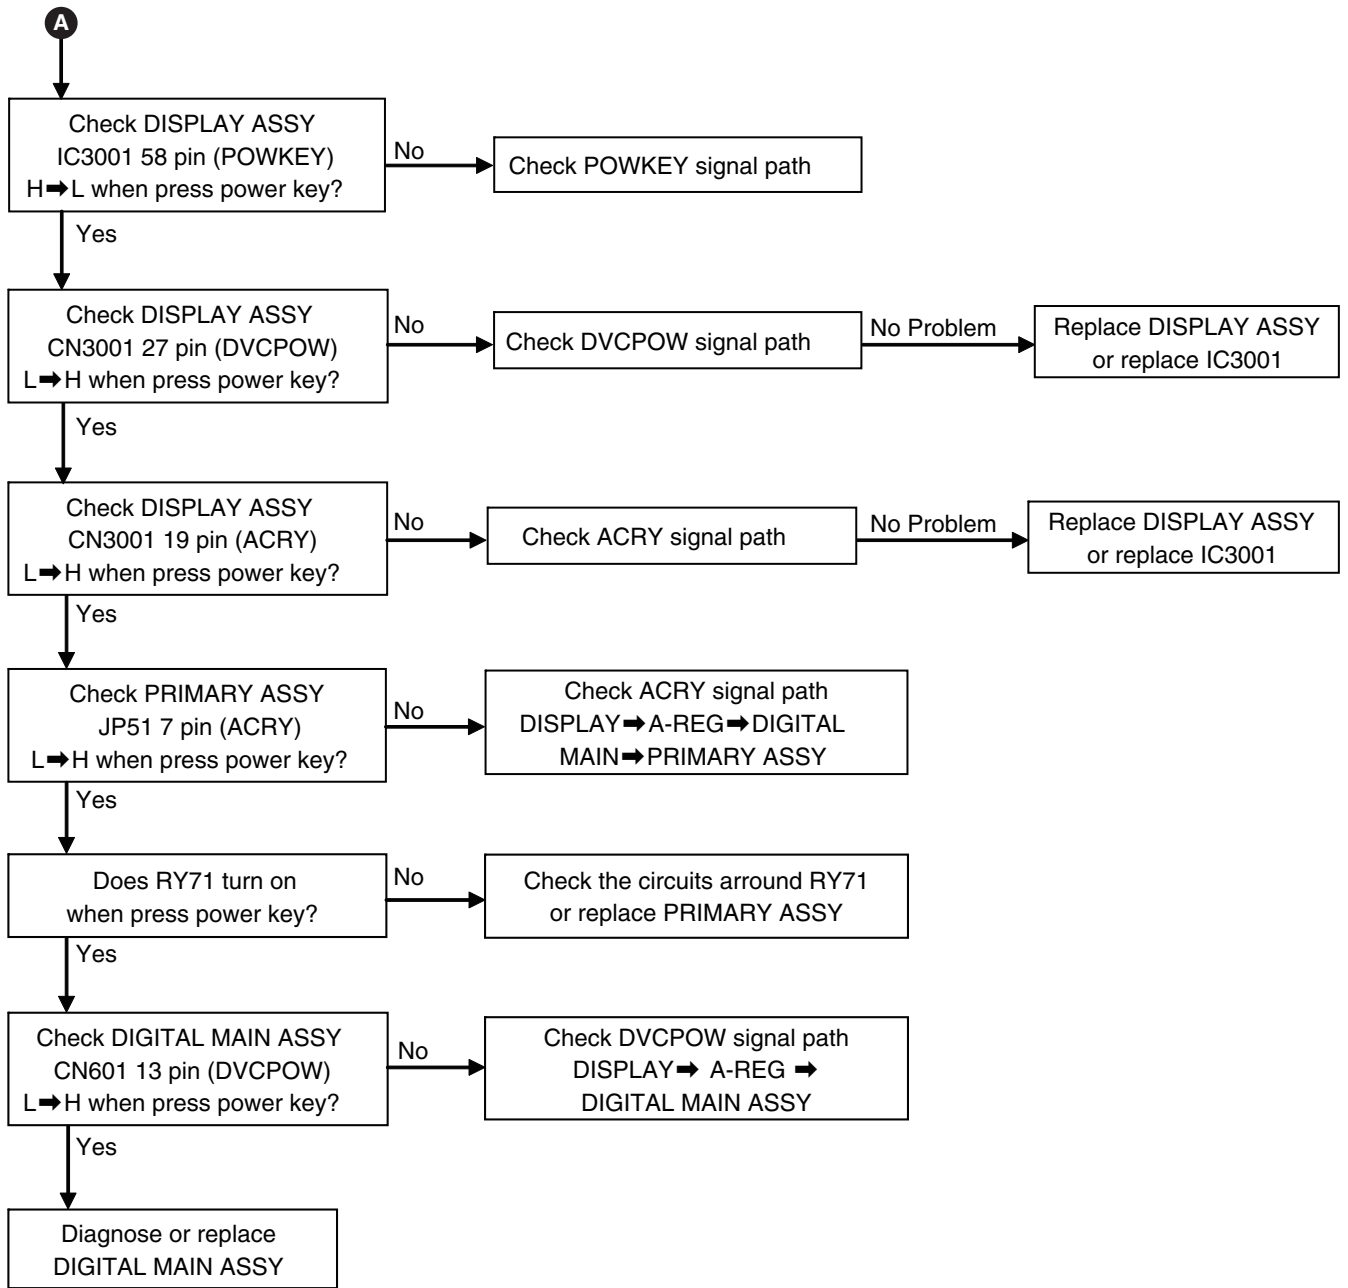 A
Check DISPLAY ASSY
IC3001 58 pin (POWKEY)
H➡L when press power key?
No
Check POWKEY signal path
Yes
Check DISPLAY ASSY
CN3001 27 pin (DVCPOW)
L➡H when press power key?
No
Check DVCPOW signal path
No Problem
Replace DISPLAY ASSY
or replace IC3001
Yes
Check DISPLAY ASSY
CN3001 19 pin (ACRY)
L➡H when press power key?
No
Check ACRY signal path
No Problem
Replace DISPLAY ASSY
or replace IC3001
Yes
Check PRIMARY ASSY
JP51 7 pin (ACRY)
L➡H when press power key?
No
Check ACRY signal path
DISPLAY➡A-REG➡DIGITAL
MAIN➡PRIMARY ASSY
Yes
Does RY71 turn on
when press power key?
No
Check the circuits arround RY71
or replace PRIMARY ASSY
Yes
Check DIGITAL MAIN ASSY
CN601 13 pin (DVCPOW)
L➡H when press power key?
No
Check DVCPOW signal path
DISPLAY➡ A-REG ➡
DIGITAL MAIN ASSY
Yes
Diagnose or replace
DIGITAL MAIN ASSY